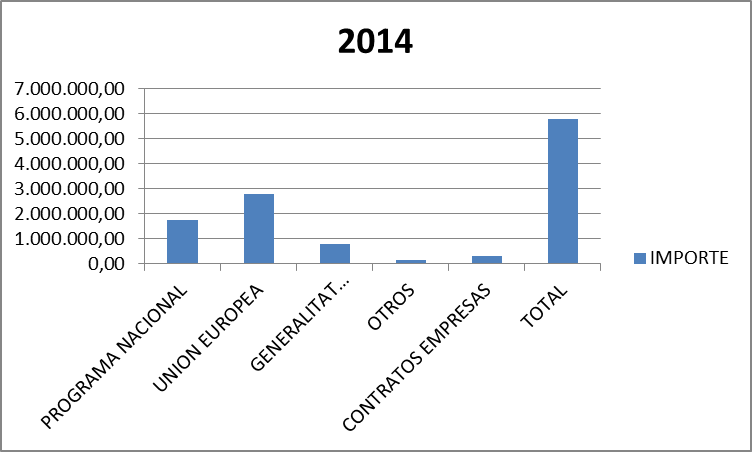 2014
7.000.000,00
6.000.000,00
5.000.000,00
4.000.000,00
3.000.000,00
2.000.000,00
1.000.000,00
0,00
PROGRAMA NACIONAL
UNION EUROPEA
GENERALITAT...
OTROS
CONTRATOS EMPRESAS
TOTAL
IMPORTE